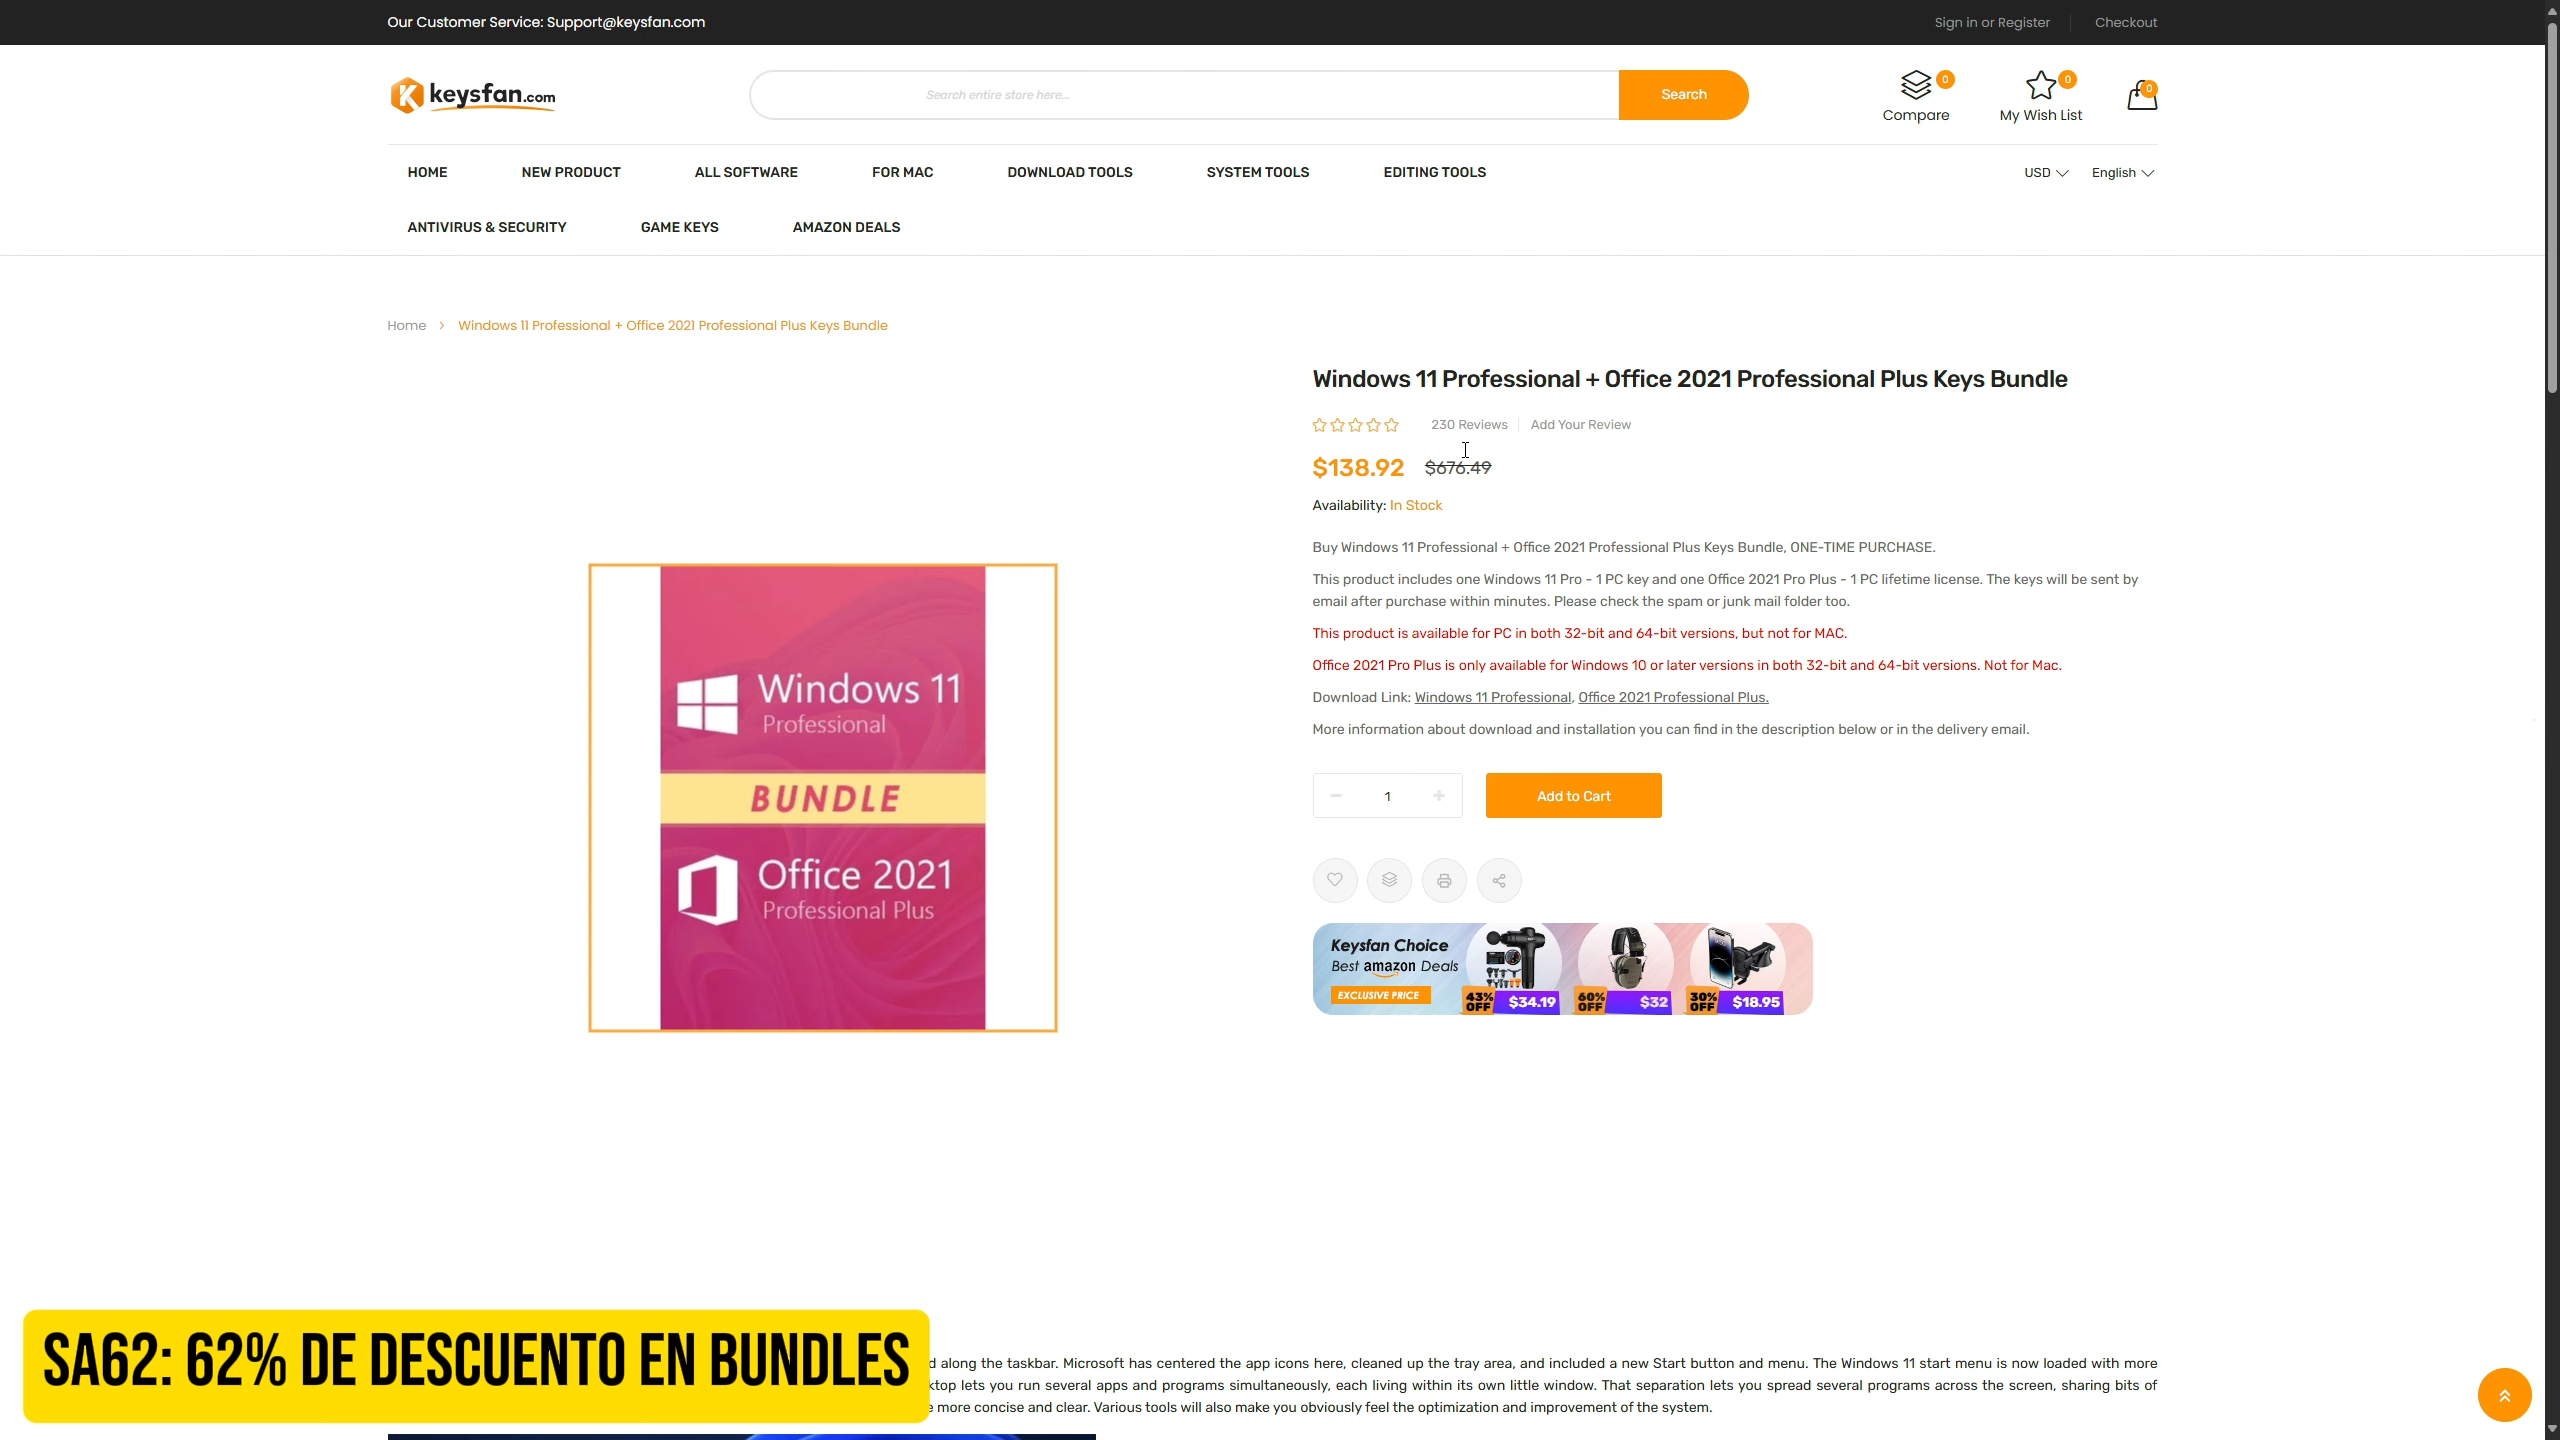 Our Customer Service: Support@keysfan.com
Sign in or Register
Checkout
keysfan.com
Search entire store here...
Search
0
Compare
0
My Wish List
0
HOME
NEW PRODUCT
ALL SOFTWARE
FOR MAC
DOWNLOAD TOOLS
SYSTEM TOOLS
EDITING TOOLS
USD
English
ANTIVIRUS & SECURITY
GAME KEYS
AMAZON DEALS
Home > Windows 11 Professional + Office 2021 Professional Plus Keys Bundle
Windows 11 Professional + Office 2021 Professional Plus Keys Bundle
230 Reviews
Add Your Review
$138.92
$676.49
Availability: In Stock
Buy Windows 11 Professional + Office 2021 Professional Plus Keys Bundle, ONE-TIME PURCHASE.
This product includes one Windows 11 Pro - 1 PC key and one Office 2021 Pro Plus - 1 PC lifetime license. The keys will be sent by
email after purchase within minutes. Please check the spam or junk mail folder too.
This product is available for PC in both 32-bit and 64-bit versions, but not for MAC.
Office 2021 Pro Plus is only available for Windows 10 or later versions in both 32-bit and 64-bit versions. Not for Mac.
Download Link: Windows 11 Professional, Office 2021 Professional Plus.
More information about download and installation you can find in the description below or in the delivery email.
1
Add to Cart
Windows 11
Professional
BUNDLE
Office 2021
Professional Plus
Keysfan Choice
Best amazon Deals
EXCLUSIVE PRICE
43% OFF
$34.19
60% OFF
$32
30% OFF
$18.95
SA62: 62% DE DESCUENTO EN BUNDLES
along the taskbar. Microsoft has centered the app icons here, cleaned up the tray area, and included a new Start button and menu. The Windows 11 start menu is now loaded with more
lets you run several apps and programs simultaneously, each living within its own little window. That separation lets you spread several programs across the screen, sharing bits of
more concise and clear. Various tools will also make you obviously feel the optimization and improvement of the system.